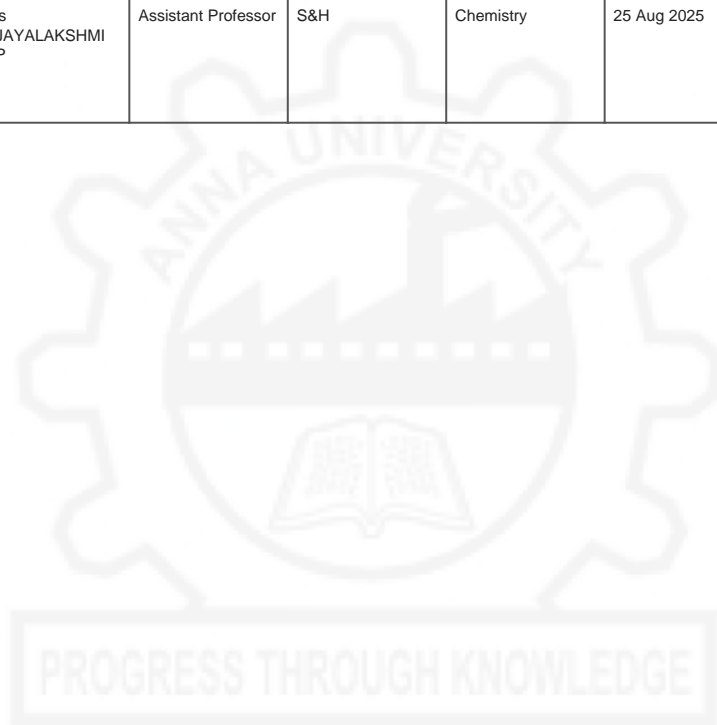 s Assistant Professor S&H Chemistry 25 Aug 2025
JAYALAKSHMI
P
ANNA UNIVERSITY
PROGRESS THROUGH KNOWLEDGE